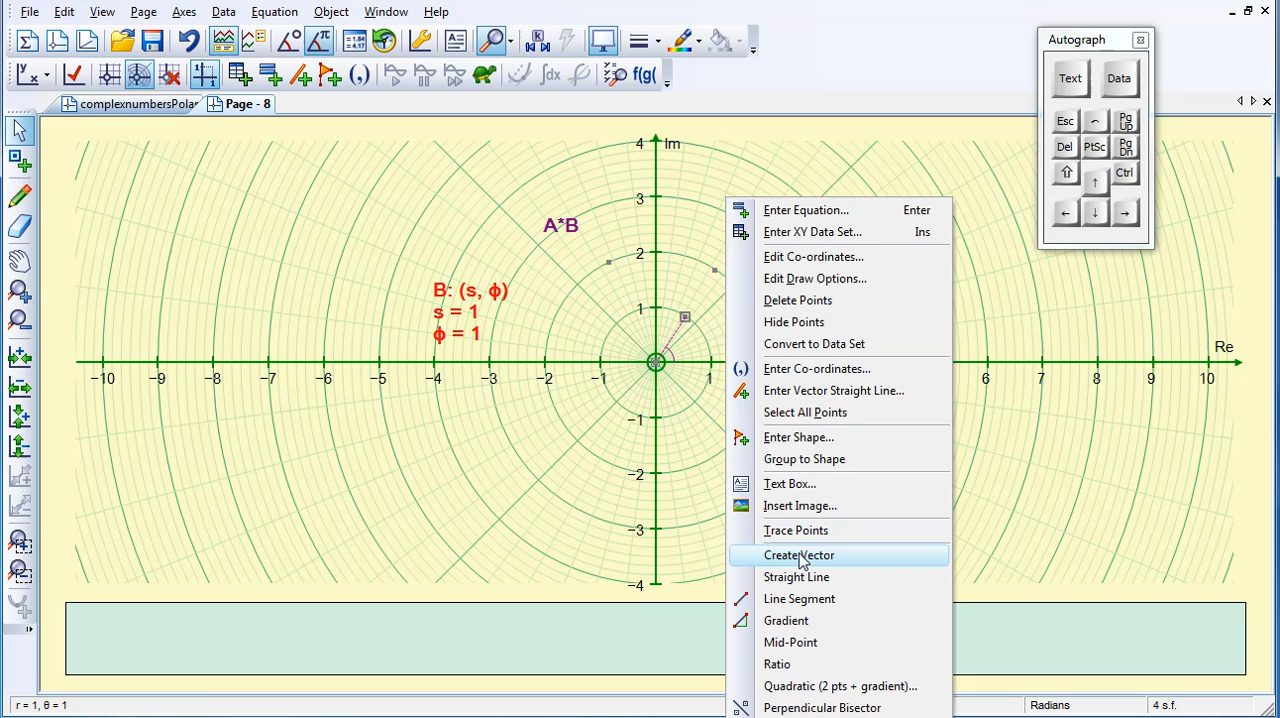 File Edit View Page Axes Data Equation Object Window Help
Autograph
Text Data
Esc Pg Up
Del PtSc Pg Dn
Ctrl
complexnumbersPolar Page - 8
4 Im
3
A*B
2
B: (s, ϕ)
s = 1
ϕ = 1
1
Re
−10 −9 −8 −7 −6 −5 −4 −3 −2 −1 1 6 7 8 9 10
−1
−2
−3
−4
Enter Equation... Enter
Enter XY Data Set... Ins
Edit Co-ordinates...
Edit Draw Options...
Delete Points
Hide Points
Convert to Data Set
Enter Co-ordinates...
Enter Vector Straight Line...
Select All Points
Enter Shape...
Group to Shape
Text Box...
Insert Image...
Trace Points
Create Vector
Straight Line
Line Segment
Gradient
Mid-Point
Ratio
Quadratic (2 pts + gradient)...
Perpendicular Bisector
r = 1, θ = 1 Radians 4 s.f.